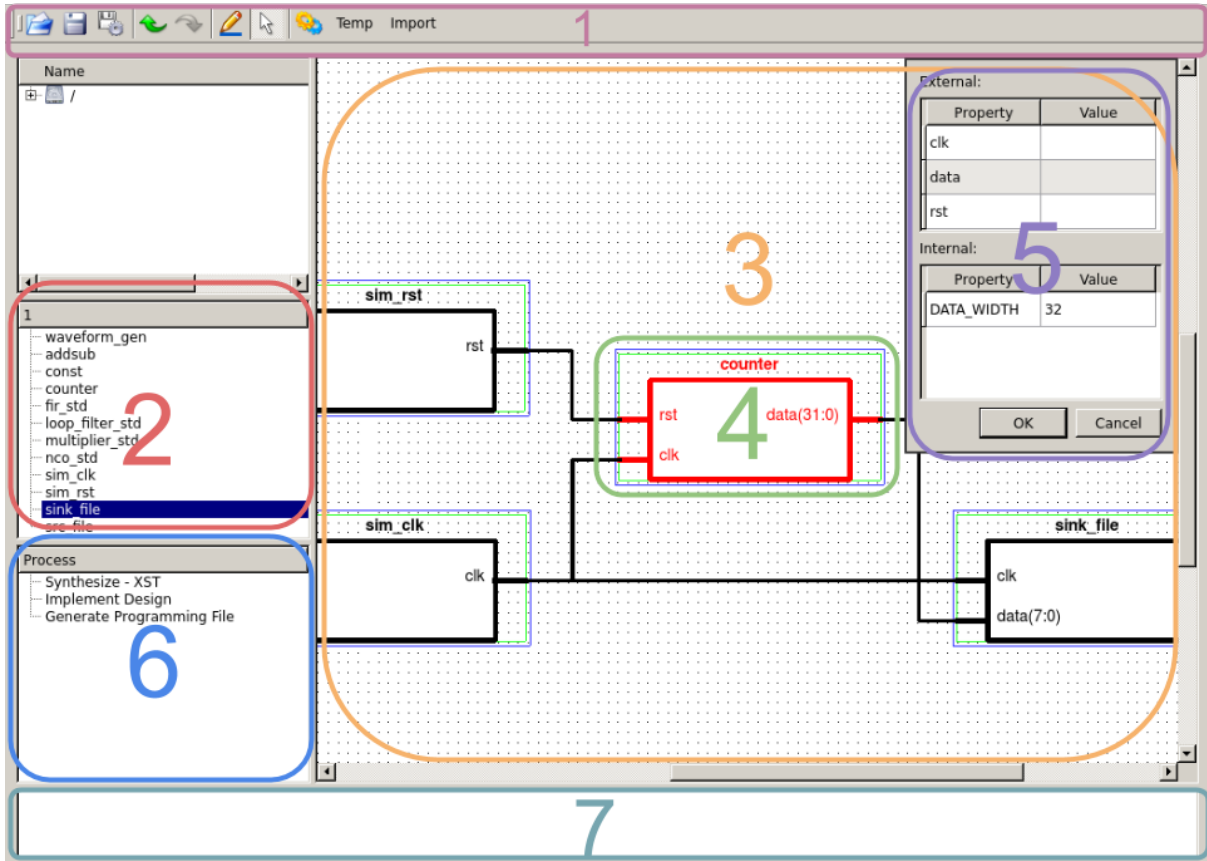 Temp Import
1
Name
/
1
waveform_gen
addsub
const
counter
fir_std
loop_filter_std
multiplier_std
nco_std
sim_clk
sim_rst
sink_file
src_file
2
Process
Synthesize - XST
Implement Design
Generate Programming File
6
3
sim_rst
rst
counter
rst data(31:0)
clk
4
sim_clk
clk
sink_file
clk
data(7:0)
External:
Property Value
clk
data
rst
5
Internal:
Property Value
DATA_WIDTH 32
OK Cancel
7